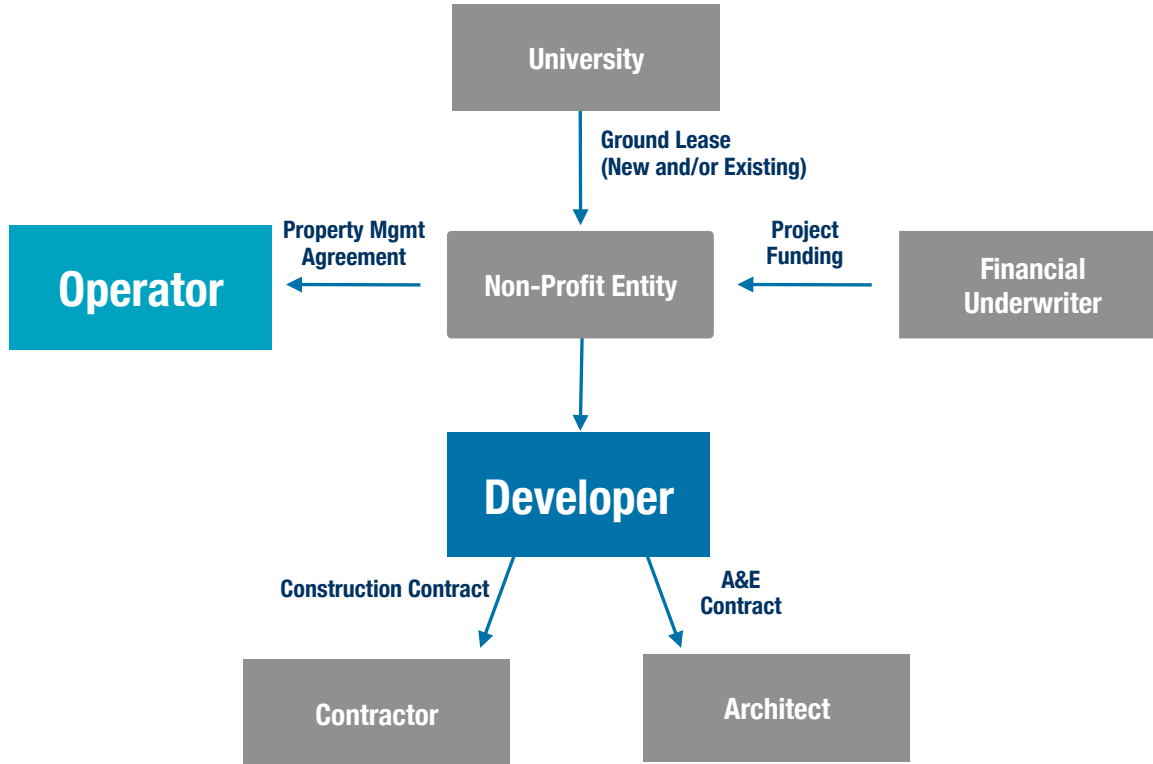 University
Ground Lease
(New and/or Existing)
Property Mgmt
Agreement
Project
Funding
Operator
Non-Profit Entity
Financial
Underwriter
Developer
Construction Contract
A&E
Contract
Contractor
Architect